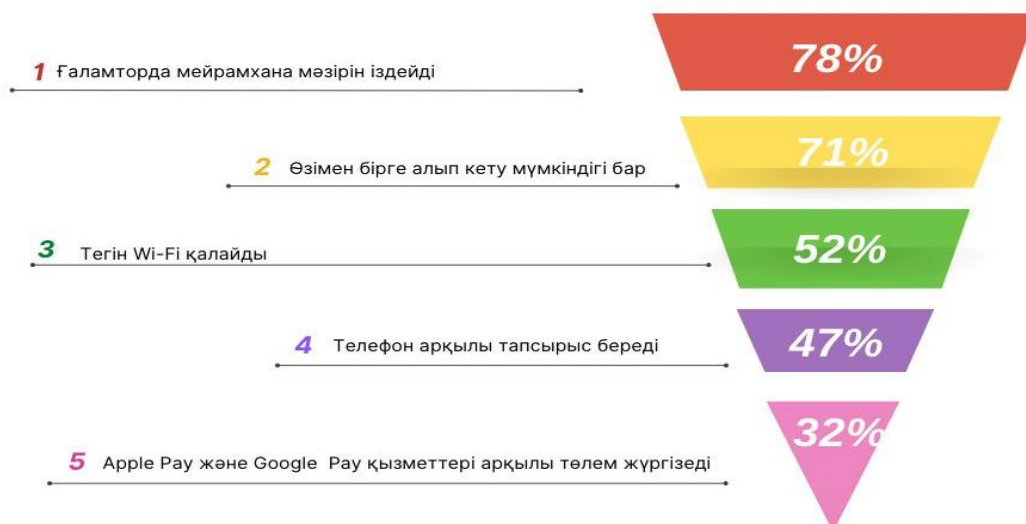 1 Ғаламторда мейрамхана мәзірін іздейді
78%
2 Өзімен бірге алып кету мүмкіндігі бар
71%
3 Тегін Wi-Fi қалайды
52%
4 Телефон арқылы тапсырыс береді
47%
5 Apple Pay және Google Pay қызметтері арқылы төлем жүргізеді
32%